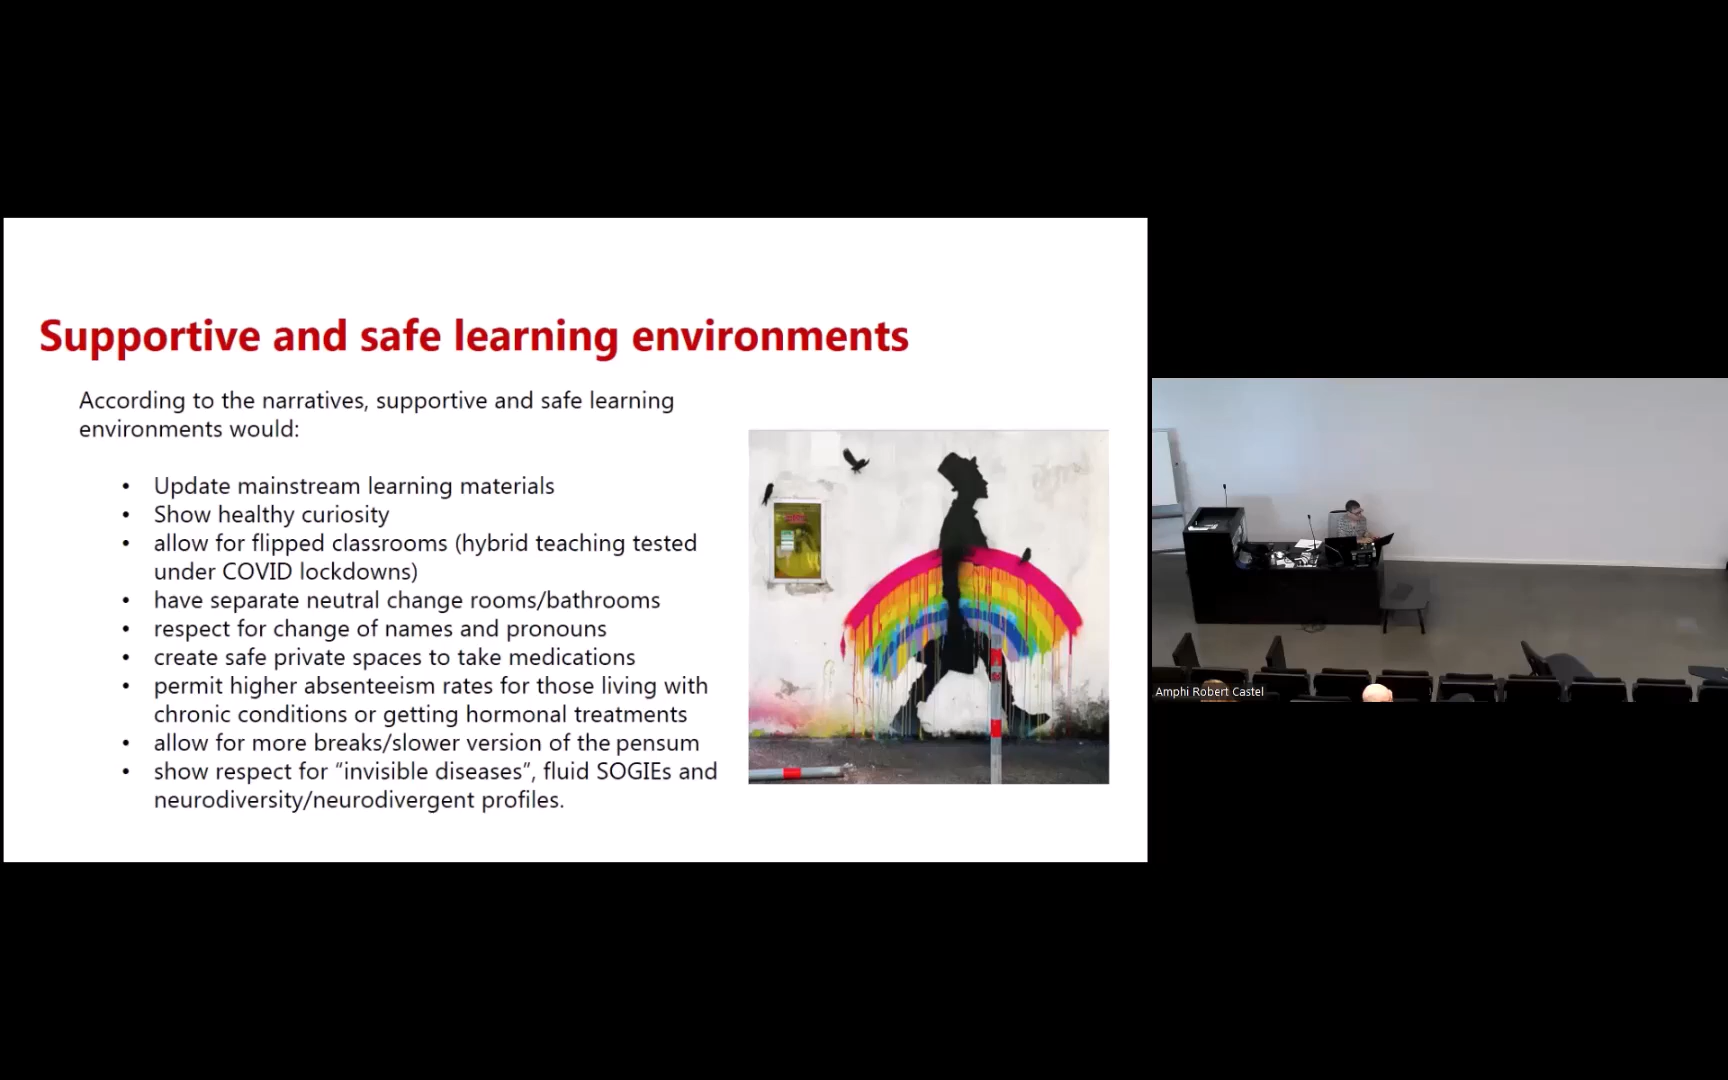 Supportive and safe learning environments
According to the narratives, supportive and safe learning
environments would:
• Update mainstream learning materials
• Show healthy curiosity
• allow for flipped classrooms (hybrid teaching tested
under COVID lockdowns)
• have separate neutral change rooms/bathrooms
• respect for change of names and pronouns
• create safe private spaces to take medications
• permit higher absenteeism rates for those living with
chronic conditions or getting hormonal treatments
• allow for more breaks/slower version of the pensum
• show respect for “invisible diseases”, fluid SOGIEs and
neurodiversity/neurodivergent profiles.
Amphi Robert Castel